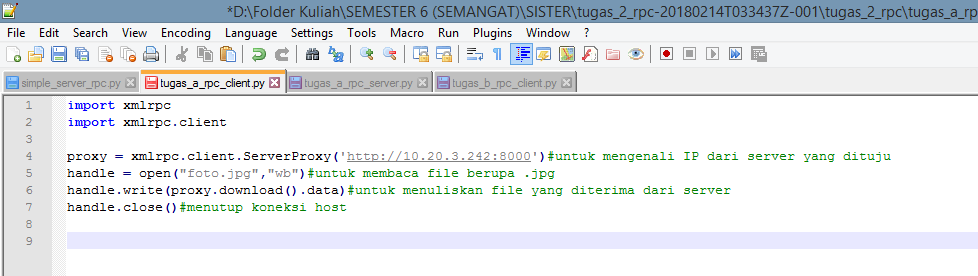 *D:\Folder Kuliah\SEMESTER 6 (SEMANGAT)\SISTER\tugas_2_rpc-20180214T033437Z-001\tugas_2_rpc\tugas_a_rp
File Edit Search View Encoding Language Settings Tools Macro Run Plugins Window ?
simple_server_rpc.py tugas_a_rpc_client.py tugas_a_rpc_server.py tugas_b_rpc_client.py
1 import xmlrpc
2 import xmlrpc.client
3
4 proxy = xmlrpc.client.ServerProxy('http://10.20.3.242:8000')#untuk mengenali IP dari server yang dituju
5 handle = open("foto.jpg","wb")#untuk membaca file berupa .jpg
6 handle.write(proxy.download().data)#untuk menuliskan file yang diterima dari server
7 handle.close()#menutup koneksi host
8
9